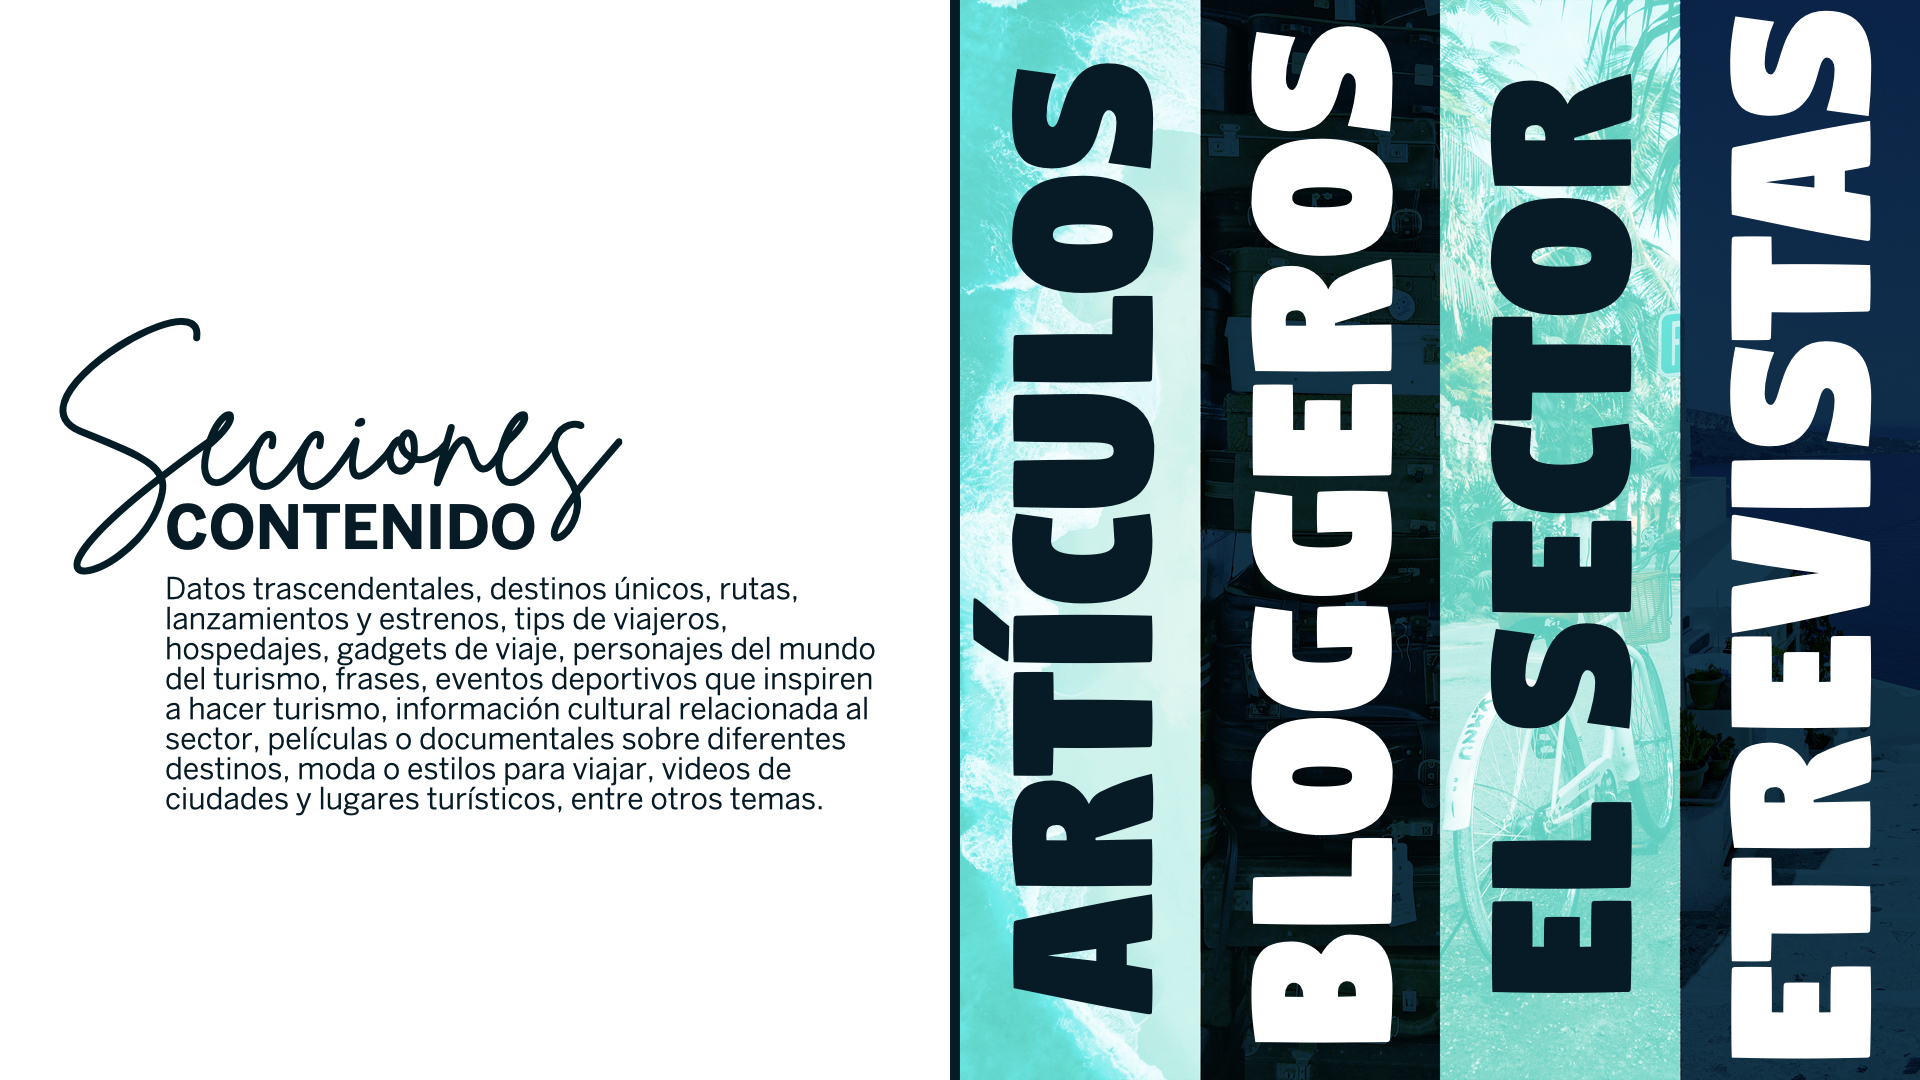 Secciones
CONTENIDO
Datos trascendentales, destinos únicos, rutas,
lanzamientos y estrenos, tips de viajeros,
hospedajes, gadgets de viaje, personajes del mundo
del turismo, frases, eventos deportivos que inspiren
a hacer turismo, información cultural relacionada al
sector, películas o documentales sobre diferentes
destinos, moda o estilos para viajar, videos de
ciudades y lugares turísticos, entre otros temas.
ARTÍCULOS
BLOGGEROS
EL SECTOR
ETREVISTAS